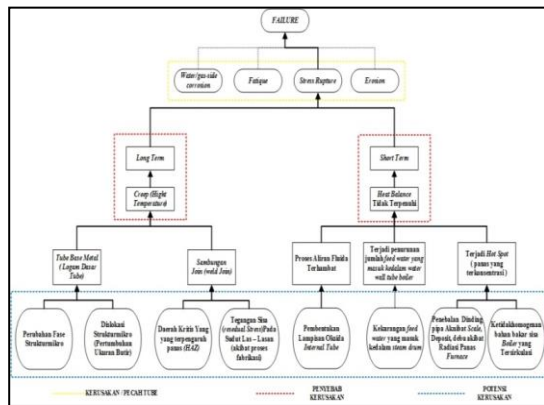 FAILURE
Water/gas-side
corrosion
Fatique
Stress Rupture
Erosion
Long Term
Short Term
Creep (Hight
Temperature)
Heat Balance
Tidak Terpenuhi
Tube Base Metal
(Logam Dasar
Tube)
Sambungan
Join (weld Join)
Proses Aliran Fluida
Terhambat
Terjadi penurunan
jumlah feed water yang
masuk kedalam water
wall tube boiler
Terjadi Hot Spot
(panas yang
terkonsentrasi)
Perubahan Fase
Strukturmikro
Dislokasi
Strukturmikro
(Pertumbuhan
Ukuran Butir)
Daerah Kritis Yang
yang terpengaruh
panas (HAZ)
Tegangan Sisa
(residual Stress) Pada
Sudut Las – Lasan
(akibat proses
fabrikasi)
Pembentukan
Lampisan Oksida
Internal Tube
Kekurangan feed
water yang masuk
kedalam steam drum
Penebalan Dinding
pipa Akaibat Scale,
Deposit, debu akibat
Radiasi Panas
Furnace
Ketidakhomogenan
bahan bakar sisa
Boiler yang
Tersirkulasi
KERUSAKAN / PECAH TUBE
PENYEBAB
KERUSAKAN
POTENSI
KERUSAKAN